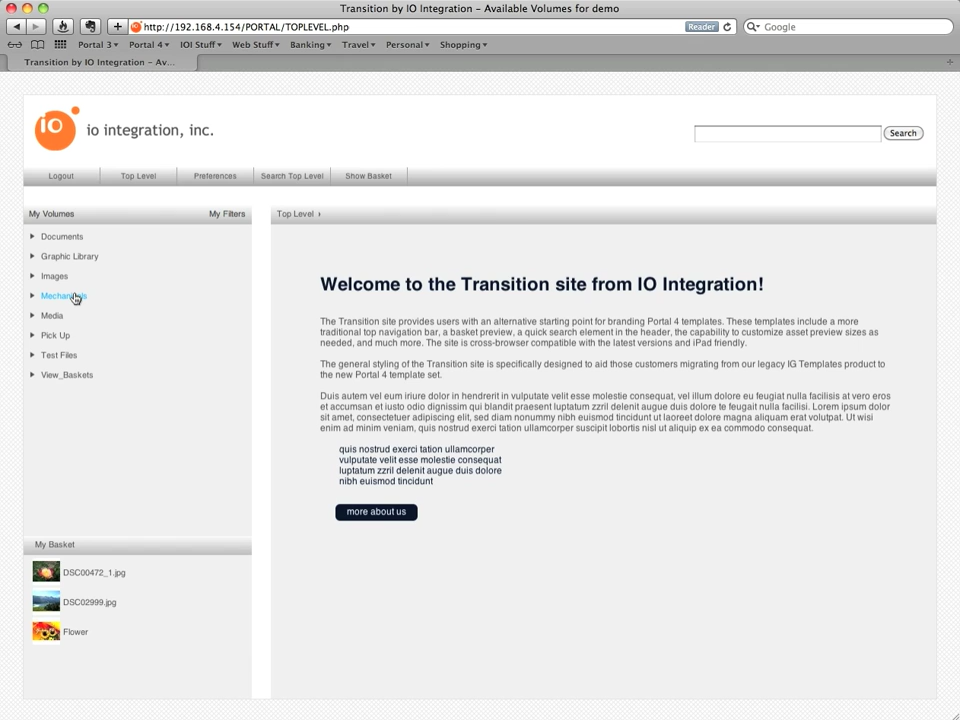 Transition by IO Integration – Available Volumes for demo
http://192.168.4.154/PORTAL/TOPLEVEL.php
Reader
Google
Portal 3
Portal 4
IOI Stuff
Web Stuff
Banking
Travel
Personal
Shopping
Transition by IO Integration – Av...
io
io integration, inc.
Search
Logout
Top Level
Preferences
Search Top Level
Show Basket
My Volumes
My Filters
Documents
Graphic Library
Images
Media
Pick Up
Test Files
View_Baskets
Top Level ›
Welcome to the Transition site from IO Integration!
The Transition site provides users with an alternative starting point for branding Portal 4 templates. These templates include a more
traditional top navigation bar, a basket preview, a quick search element in the header, the capability to customize asset preview sizes as
needed, and much more. The site is cross-browser compatible with the latest versions and iPad friendly.
The general styling of the Transition site is specifically designed to aid those customers migrating from our legacy IG Templates product to
the new Portal 4 template set.
Duis autem vel eum iriure dolor in hendrerit in vulputate velit esse molestie consequat, vel illum dolore eu feugiat nulla facilisis at vero eros
et accumsan et iusto odio dignissim qui blandit praesent luptatum zzril delenit augue duis dolore te feugait nulla facilisi. Lorem ipsum dolor
sit amet, consectetuer adipiscing elit, sed diam nonummy nibh euismod tincidunt ut laoreet dolore magna aliquam erat volutpat. Ut wisi
enim ad minim veniam, quis nostrud exerci tation ullamcorper suscipit lobortis nisl ut aliquip ex ea commodo consequat.
quis nostrud exerci tation ullamcorper
vulputate velit esse molestie consequat
luptatum zzril delenit augue duis dolore
nibh euismod tincidunt
more about us
My Basket
DSC00472_1.jpg
DSC02999.jpg
Flower